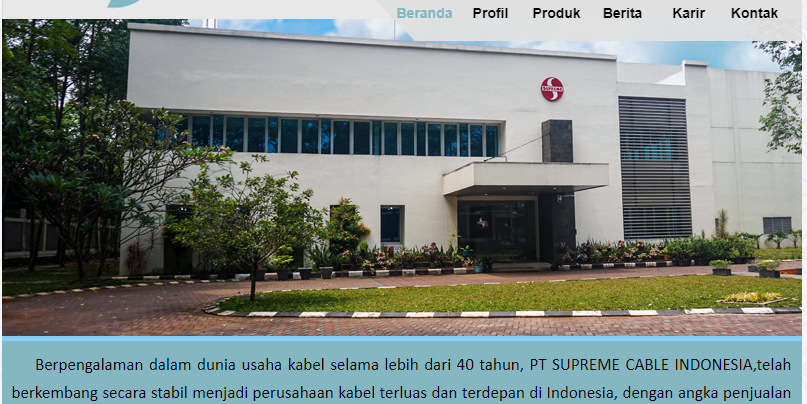 Beranda Profil Produk Berita Karir Kontak
SUPREME
Berpengalaman dalam dunia usaha kabel selama lebih dari 40 tahun, PT SUPREME CABLE INDONESIA,telah
berkembang secara stabil menjadi perusahaan kabel terluas dan terdepan di Indonesia, dengan angka penjualan